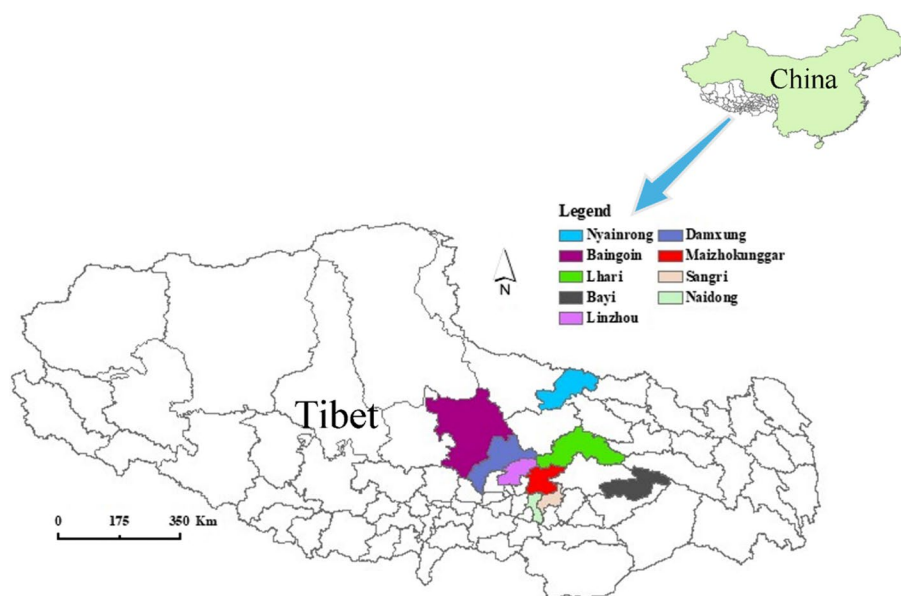 China
Legend
Nyainrong Damxung
Baingoin Maizhokunggar
Lhari Sangri
Bayi Naidong
Linzhou
N
Tibet
0 175 350 Km